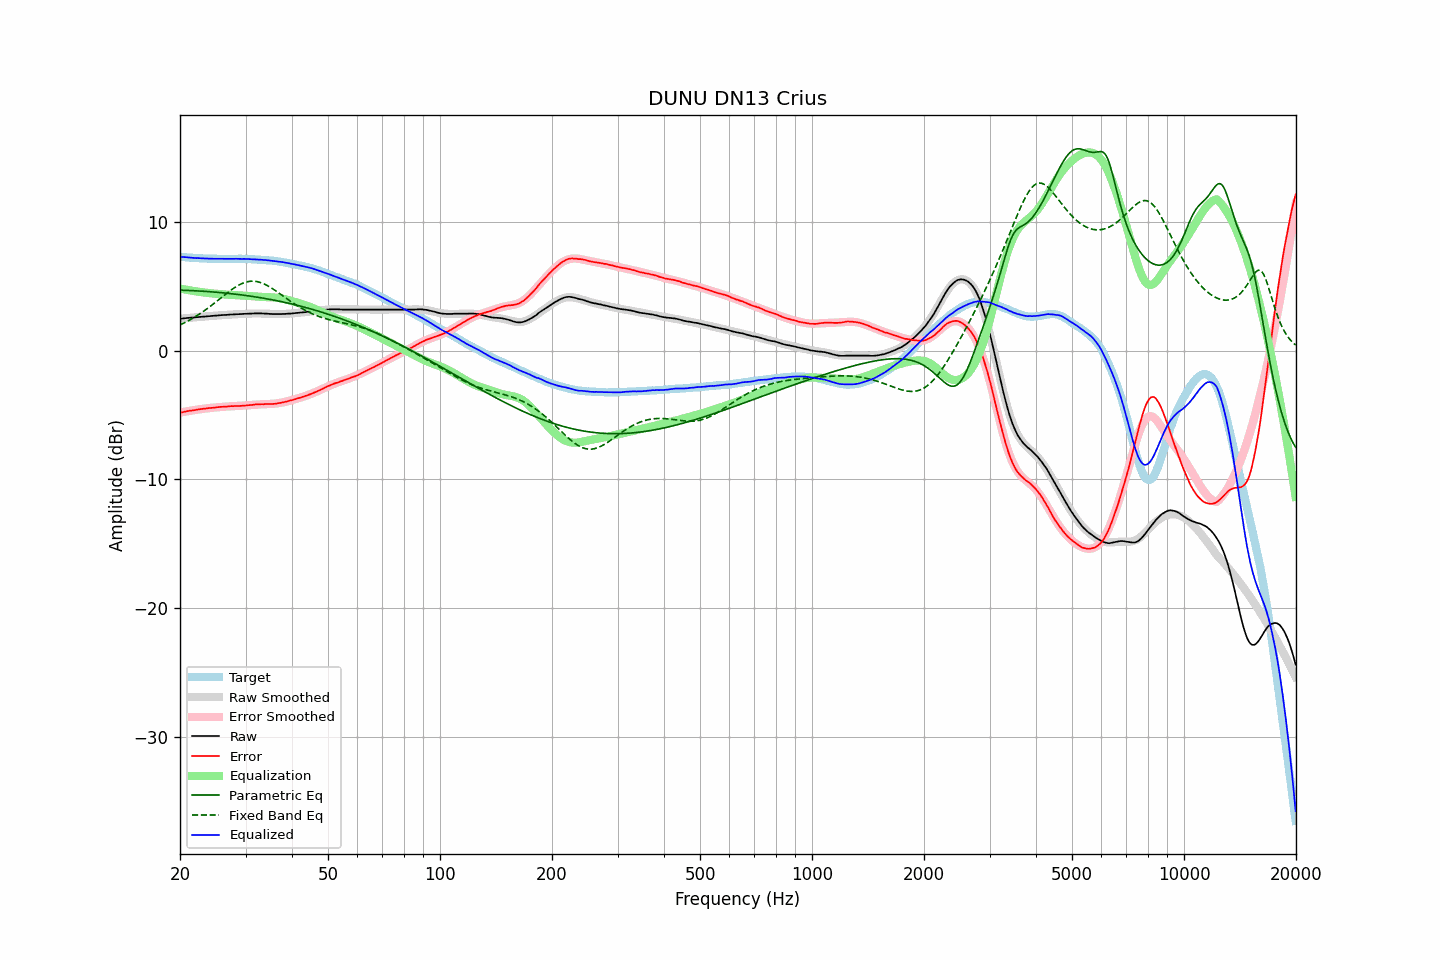 DUNU DN13 Crius
Amplitude (dBr)
10
0
−10
−20
−30
Target
Raw Smoothed
Error Smoothed
Raw
Error
Equalization
Parametric Eq
Fixed Band Eq
Equalized
20 50 100 200 500 1000 2000 5000 10000 20000
Frequency (Hz)